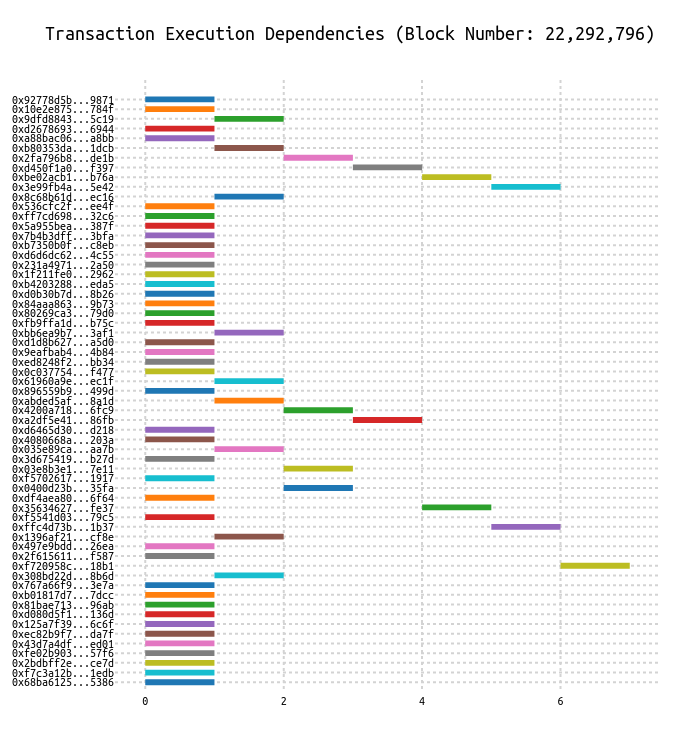 Transaction Execution Dependencies (Block Number: 22,292,796)
0x92778d5b...9871
0x10e2e875...784f
0x9dfd8843...5c19
0xd2678693...6944
0xa88bac06...a8bb
0xb80353da...1dcb
0x2fa796b8...de1b
0xd450f1a0...f397
0xbe02acb1...b76a
0x3e99fb4a...5e42
0x8c68b61d...ec16
0x536cfc2f...ee4f
0xff7cd698...32c6
0x5a955bea...387f
0x7b4b3dff...3bfa
0xb7350b0f...c8eb
0xd6d6dc62...4c55
0x231a4971...2a50
0x1f211fe0...2962
0xb4203288...eda5
0xd0b30b7d...8b26
0x84aaa863...9b73
0x80269ca3...79d0
0xfb9ffa1d...b75c
0xbb6ea9b7...3af1
0xd1d8b627...a5d0
0x9eafbab4...4b84
0xed8248f2...bb34
0x0c037754...f477
0x61960a9e...ec1f
0x896559b9...499d
0xabded5af...8a1d
0x4200a718...6fc9
0xa2df5e41...86fb
0xd6465d30...d218
0x4080668a...203a
0x035e89ca...aa7b
0x3d675419...b27d
0x03e8b3e1...7e11
0xf5702617...1917
0x0400d23b...35fa
0xdf4aea80...6f64
0x35634627...fe37
0xf5541d03...79c5
0xffc4d73b...1b37
0x1396af21...cf8e
0x497e9bdd...26ea
0x2f615611...f587
0xf720958c...18b1
0x308bd22d...8b6d
0x767a66f9...3e7a
0xb01817d7...7dcc
0x81bae713...96ab
0xd080d5f1...136d
0x125a7f39...6c6f
0xec82b9f7...da7f
0x43d7a4df...ed01
0xfe02b903...57f6
0x2bdbff2e...ce7d
0xf7c3a12b...1edb
0x68ba6125...5386
0 2 4 6